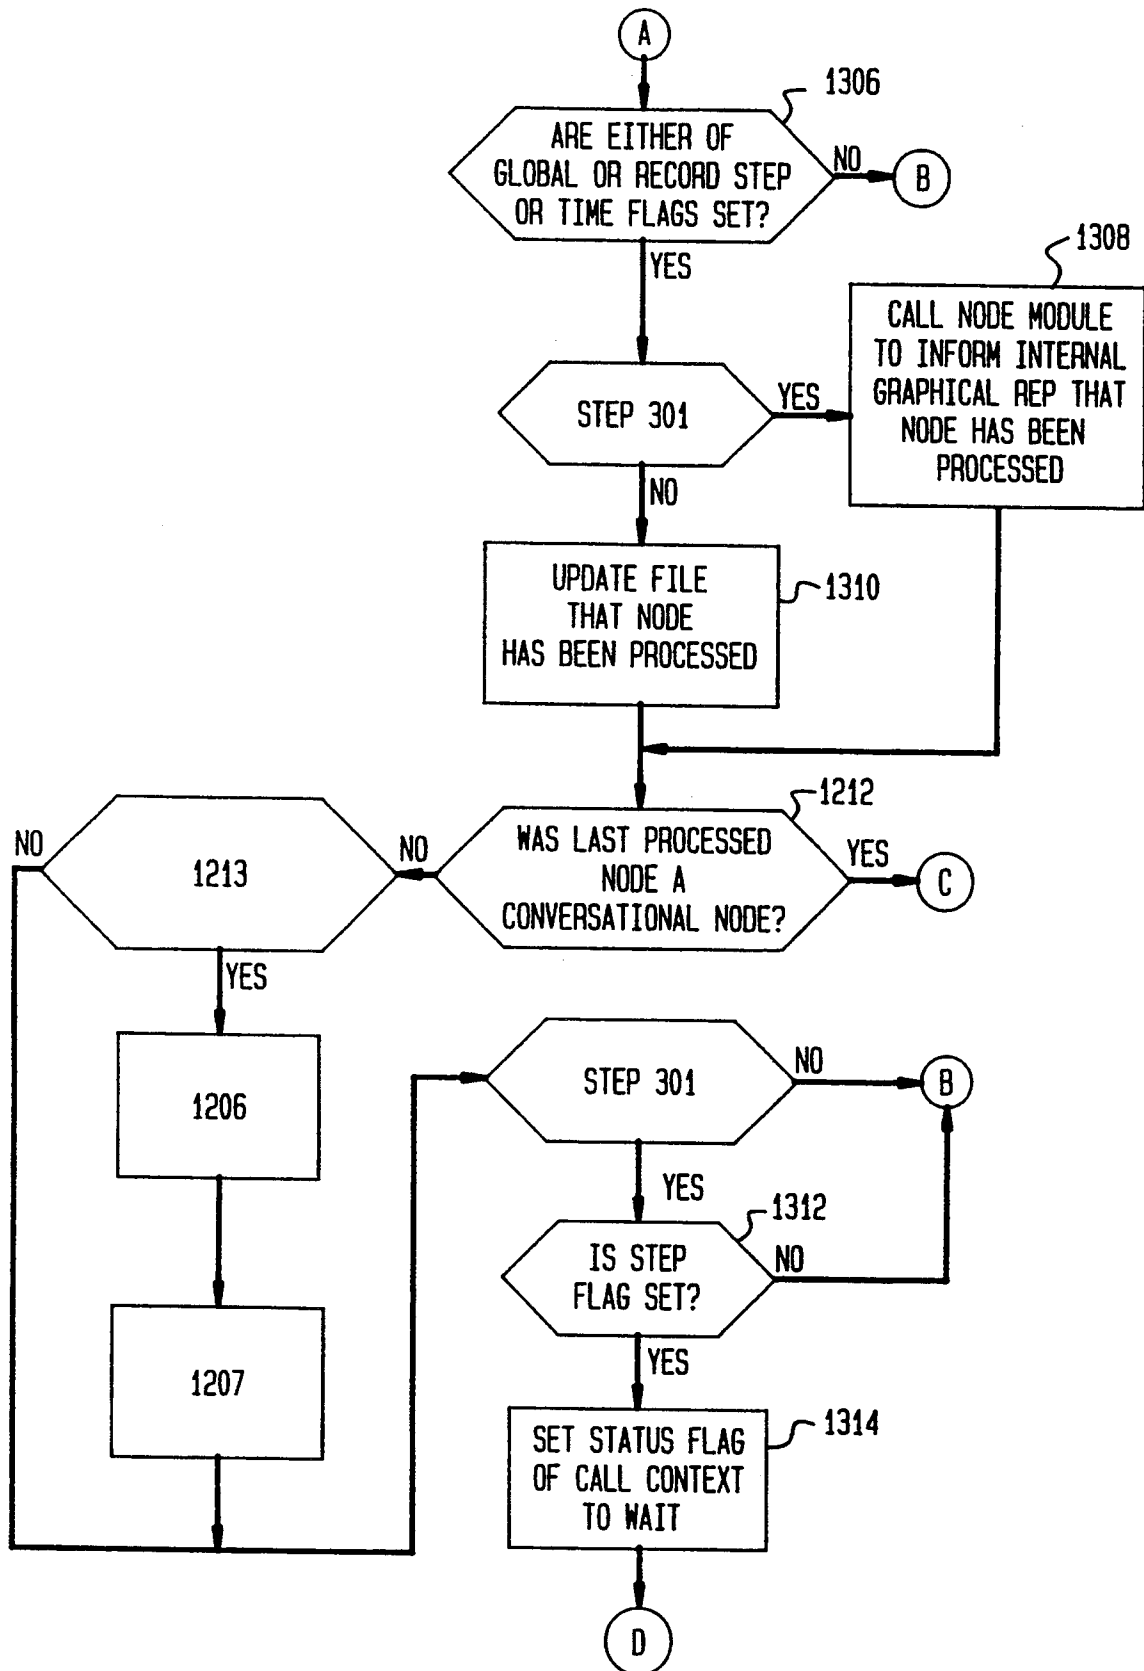 A
1306
ARE EITHER OF
GLOBAL OR RECORD STEP
OR TIME FLAGS SET?
NO
B
YES
1308
CALL NODE MODULE
TO INFORM INTERNAL
GRAPHICAL REP THAT
NODE HAS BEEN
PROCESSED
STEP 301
YES
NO
UPDATE FILE
THAT NODE
HAS BEEN PROCESSED
1310
1212
WAS LAST PROCESSED
NODE A
CONVERSATIONAL NODE?
YES
C
NO
1213
NO
YES
1206
1207
STEP 301
NO
B
YES
1312
IS STEP
FLAG SET?
NO
YES
1314
SET STATUS FLAG
OF CALL CONTEXT
TO WAIT
D